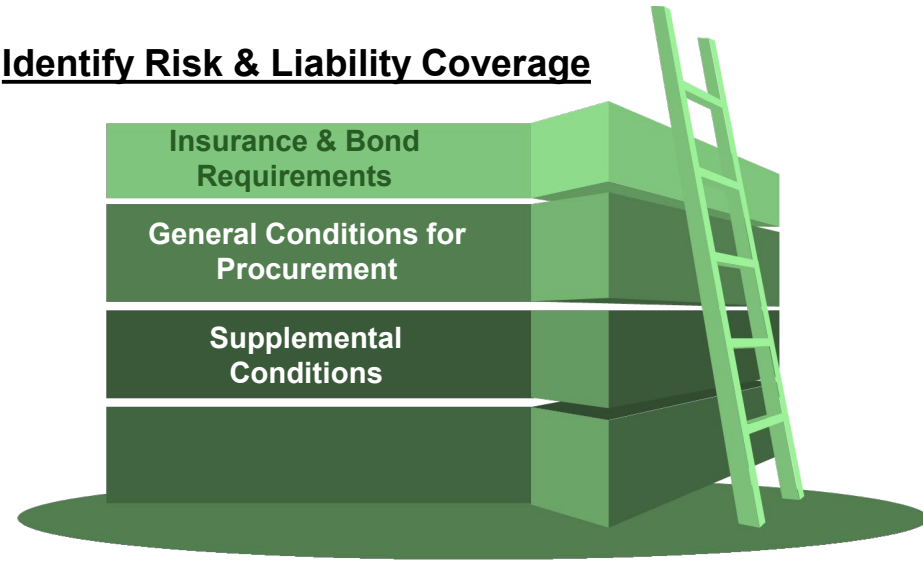 Identify Risk & Liability Coverage
Insurance & Bond
Requirements
General Conditions for
Procurement
Supplemental
Conditions